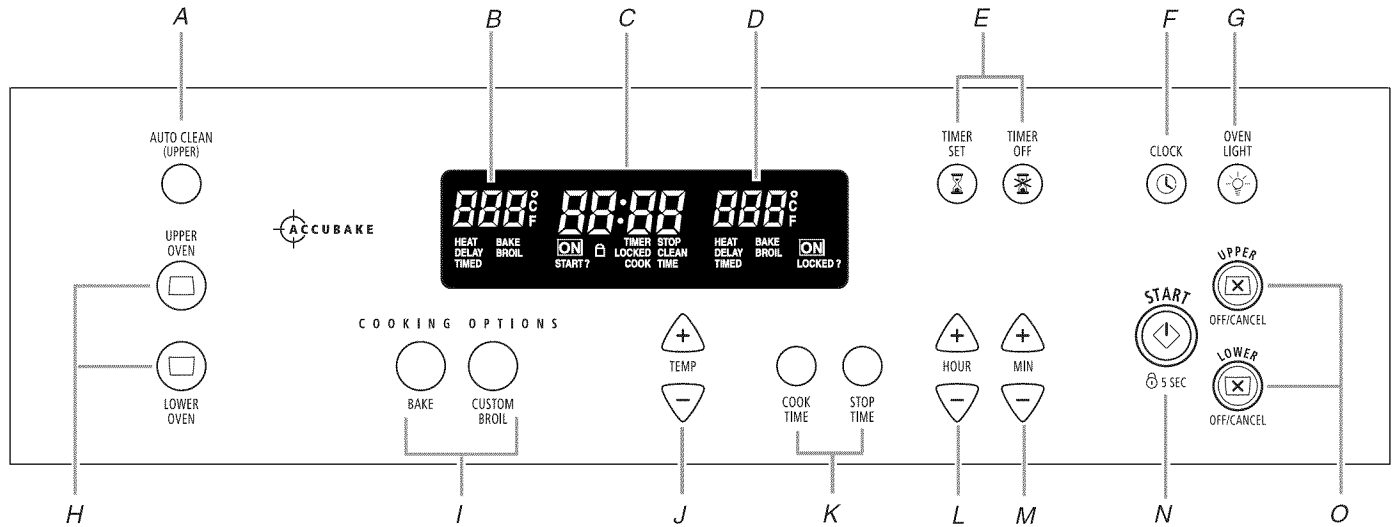 A B C D E F G
AUTO CLEAN
(UPPER)
TIMER
SET
TIMER
OFF
CLOCK
OVEN
LIGHT
888°CF 88:88 888°CF
HEAT BAKE
DELAY BROIL
TIMED
ON TIMER STOP
START? LOCKED CLEAN
COOK TIME
HEAT BAKE ON
DELAY BROIL LOCKED?
TIMED
ACCUBAKE
UPPER
OVEN
LOWER
OVEN
COOKING OPTIONS
BAKE
CUSTOM
BROIL
+
TEMP
−
COOK
TIME
STOP
TIME
+
HOUR
−
+
MIN
−
START
5 SEC
UPPER
OFF/CANCEL
LOWER
OFF/CANCEL
H I J K L M N O